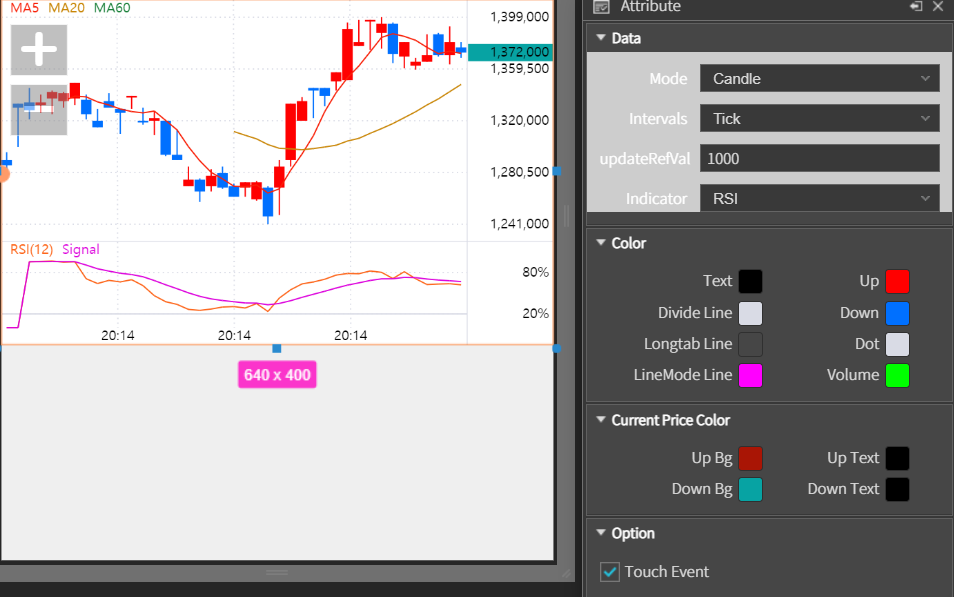 MA5 MA20 MA60
1,399,000
1,372,000
1,359,500
1,320,000
1,280,500
1,241,000
RSI(12) Signal
80%
20%
20:14 20:14 20:14
640 x 400
Attribute
Data
Mode Candle
Intervals Tick
updateRefVal 1000
Indicator RSI
Color
Text Up
Divide Line Down
Longtab Line Dot
LineMode Line Volume
Current Price Color
Up Bg Up Text
Down Bg Down Text
Option
Touch Event